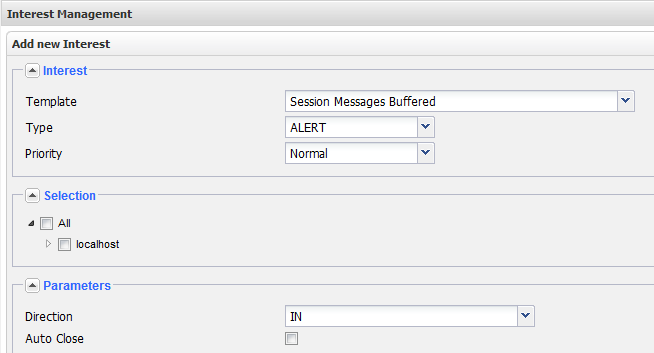 Interest Management
Add new Interest
Interest
Template Session Messages Buffered
Type ALERT
Priority Normal
Selection
All
localhost
Parameters
Direction IN
Auto Close